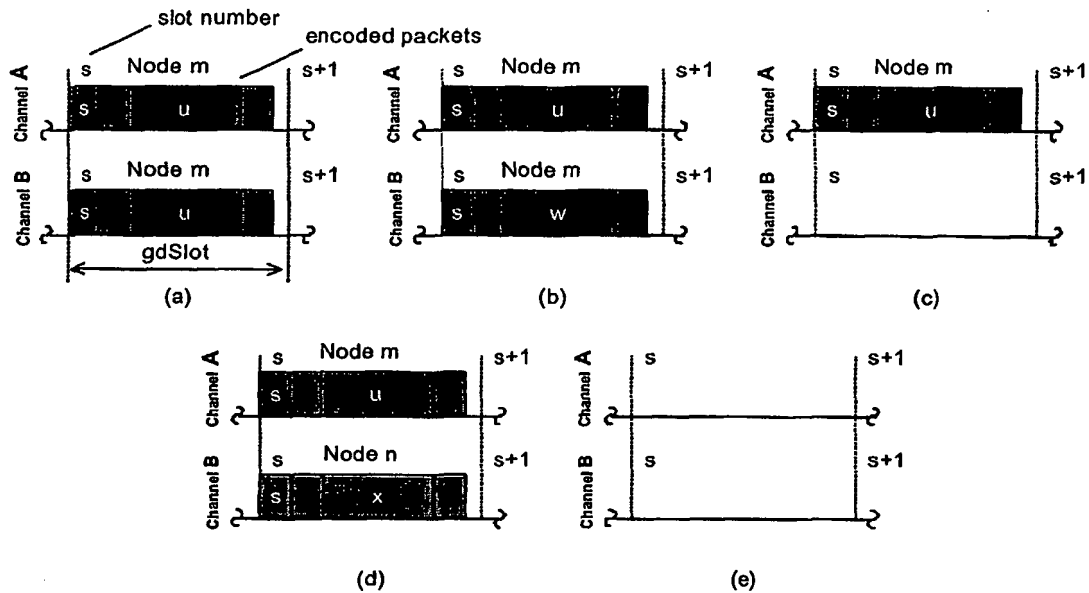 slot number
encoded packets
s Node m s+1
Channel A
s u
s Node m s+1
Channel B
s u
gdSlot
(a)
s Node m s+1
Channel A
s u
s Node m s+1
Channel B
s w
(b)
s Node m s+1
Channel A
s u
s s+1
Channel B
(c)
s Node m s+1
Channel A
s u
s Node n s+1
Channel B
s x
(d)
s s+1
Channel A
s s+1
Channel B
(e)